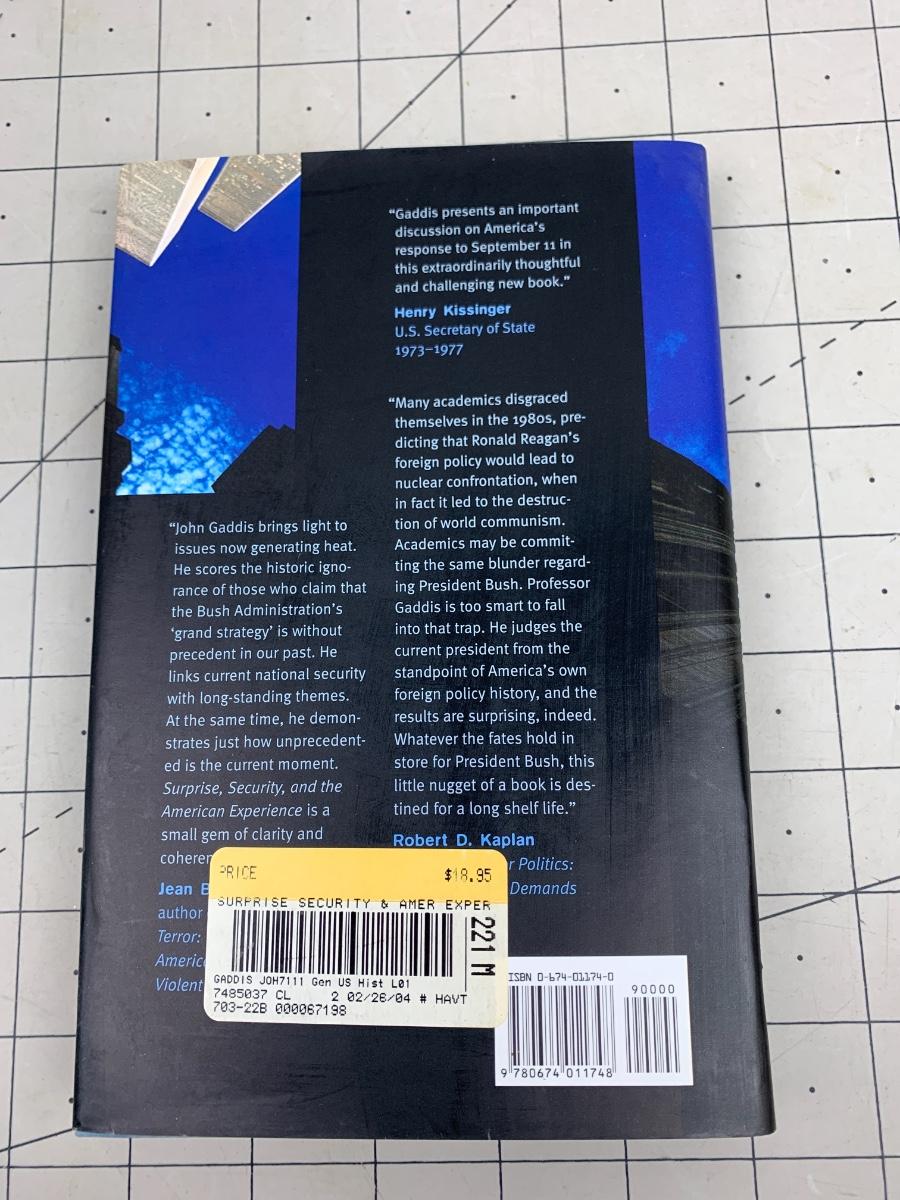 “Gaddis presents an important
discussion on America’s
response to September 11 in
this extraordinarily thoughtful
and challenging new book.”
Henry Kissinger
U.S. Secretary of State
1973–1977
“Many academics disgraced
themselves in the 1980s, pre-
dicting that Ronald Reagan’s
foreign policy would lead to
nuclear confrontation, when
in fact it led to the destruc-
tion of world communism.
Academics may be commit-
ting the same blunder regard-
ing President Bush. Professor
Gaddis is too smart to fall
into that trap. He judges the
current president from the
standpoint of America’s own
foreign policy history, and the
results are surprising, indeed.
Whatever the fates hold in
store for President Bush, this
little nugget of a book is des-
tined for a long shelf life.”
Robert D. Kaplan
Politics:
Demands
“John Gaddis brings light to
issues now generating heat.
He scores the historic igno-
rance of those who claim that
the Bush Administration’s
‘grand strategy’ is without
precedent in our past. He
links current national security
with long-standing themes.
At the same time, he demon-
strates just how unprecedent-
ed is the current moment.
Surprise, Security, and the
American Experience is a
small gem of clarity and
Jean
author
Terror:
Violent
PRICE $18.95
SURPRISE SECURITY & AMER EXPER
221 M
GADDIS JOH7111 Gen US Hist L01
7485037 CL 2 02/26/04 # HAVT
703-22B 000067198
ISBN 0-674-01174-0
90000
9 780674 011748